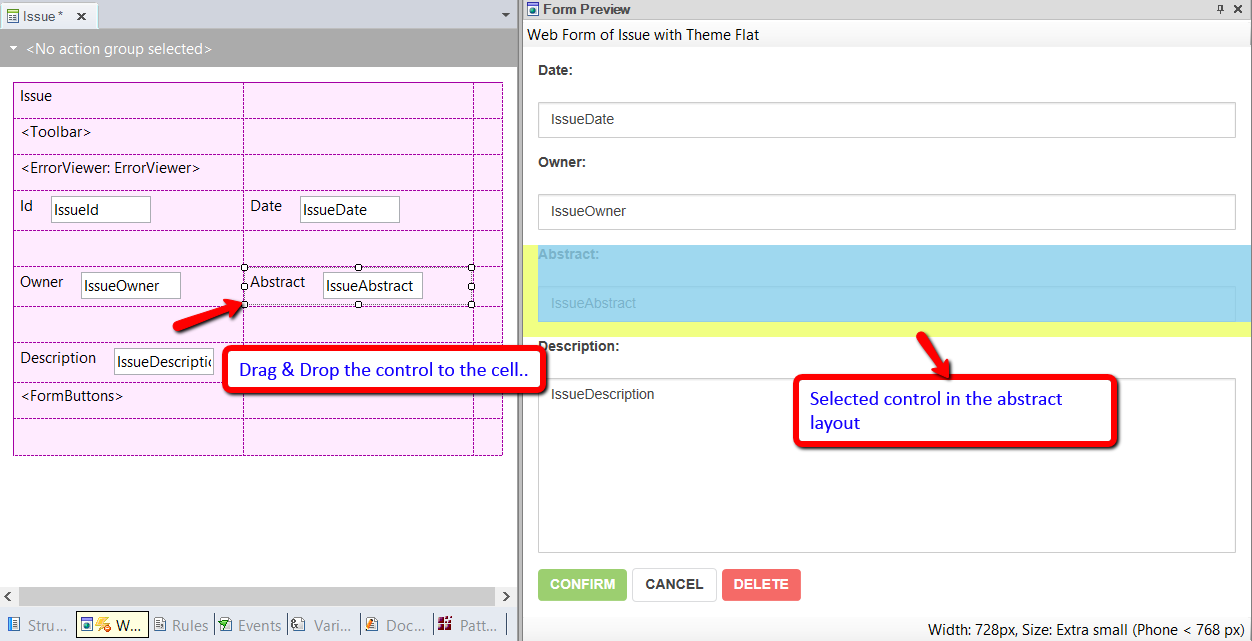 Issue *
<No action group selected>
Issue
<Toolbar>
<ErrorViewer: ErrorViewer>
Id IssueId Date IssueDate
Owner IssueOwner Abstract IssueAbstract
Description IssueDescriptic
<FormButtons>
Drag & Drop the control to the cell..
Stru... W... Rules Events Vari... Doc... Patt...
Form Preview
Web Form of Issue with Theme Flat
Date:
IssueDate
Owner:
IssueOwner
Abstract:
IssueAbstract
Description:
IssueDescription
Selected control in the abstract
layout
CONFIRM CANCEL DELETE
Width: 728px, Size: Extra small (Phone < 768 px)